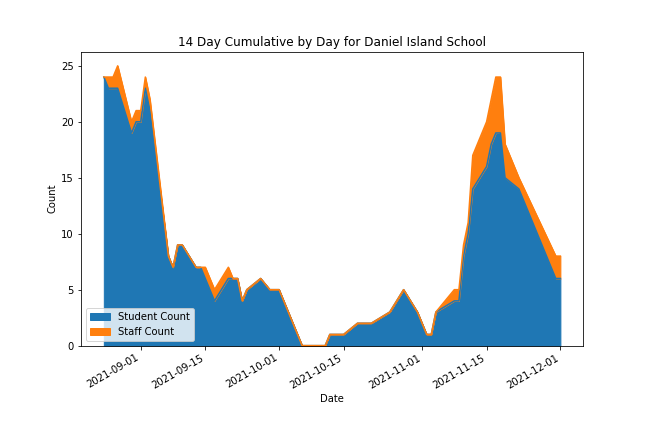 14 Day Cumulative by Day for Daniel Island School
25
20
15
10
5
0
Count
Student Count
Staff Count
2021-09-01
2021-09-15
2021-10-01
2021-10-15
2021-11-01
2021-11-15
2021-12-01
Date